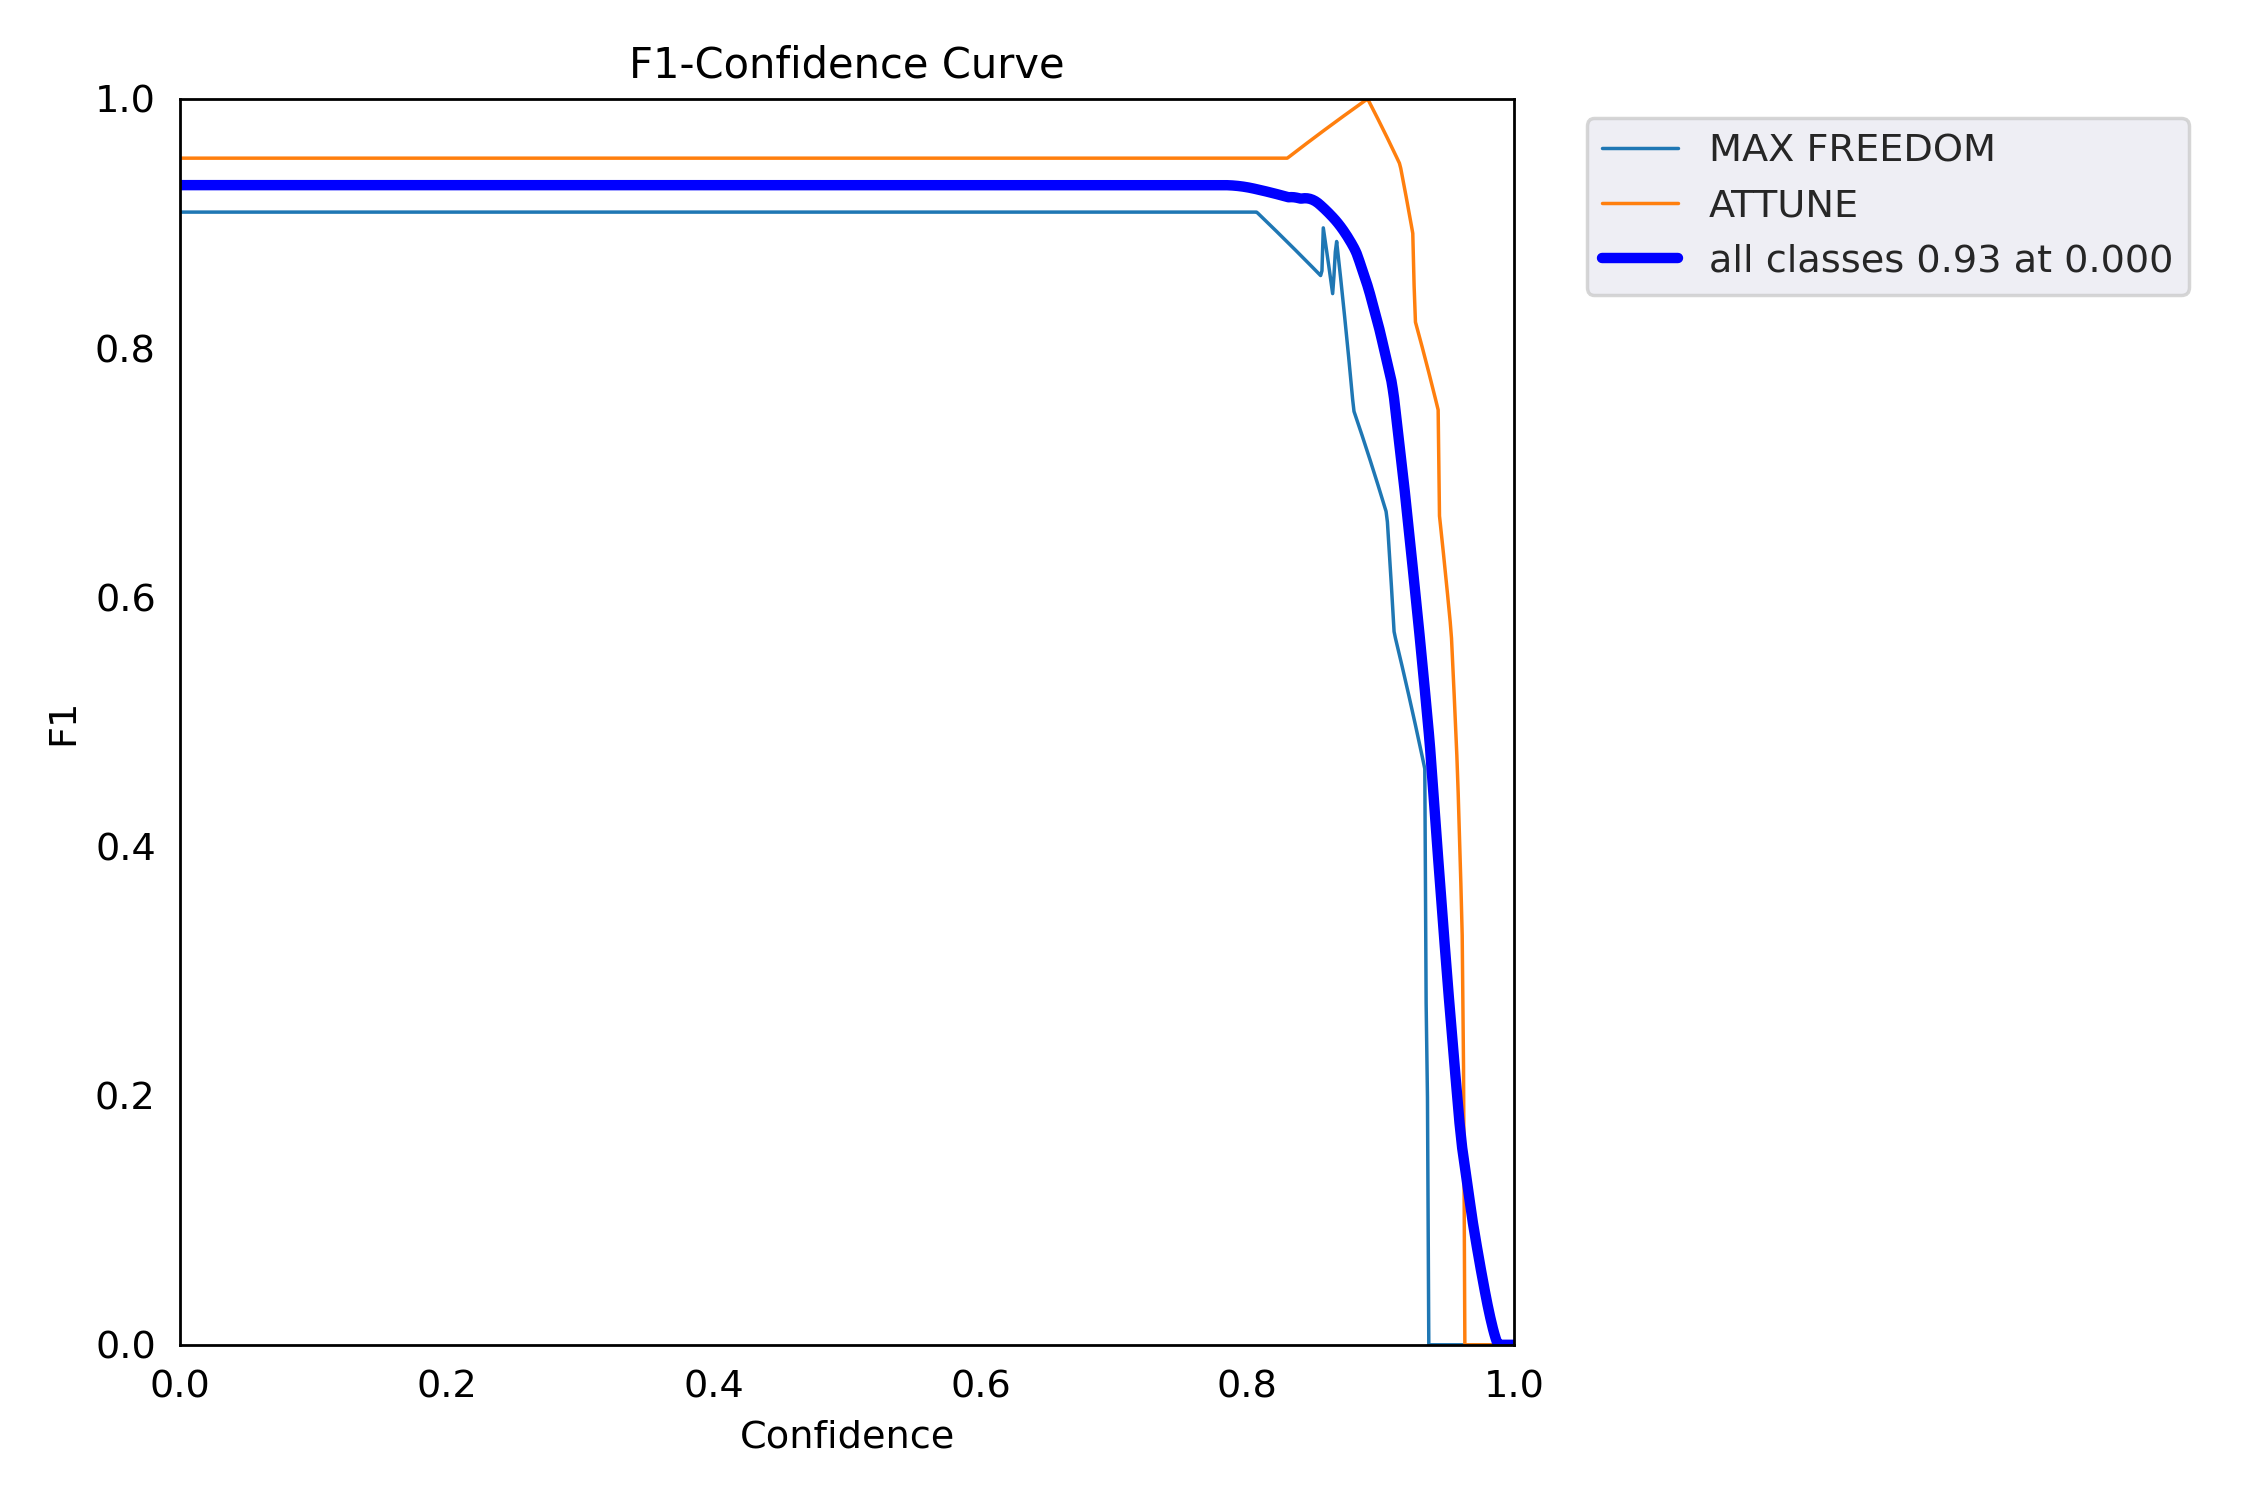 F1-Confidence Curve
1.0
0.8
0.6
0.4
0.2
0.0
F1
0.0 0.2 0.4 0.6 0.8 1.0
Confidence
MAX FREEDOM
ATTUNE
all classes 0.93 at 0.000